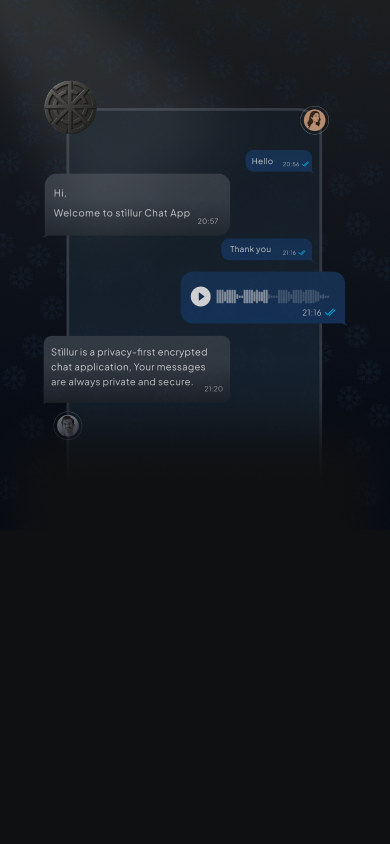 Hello 20:56
Hi,
Welcome to stillur Chat App
20:57
Thank you 21:16
21:16
Stillur is a privacy-first encrypted
chat application, Your messages
are always private and secure.
21:20